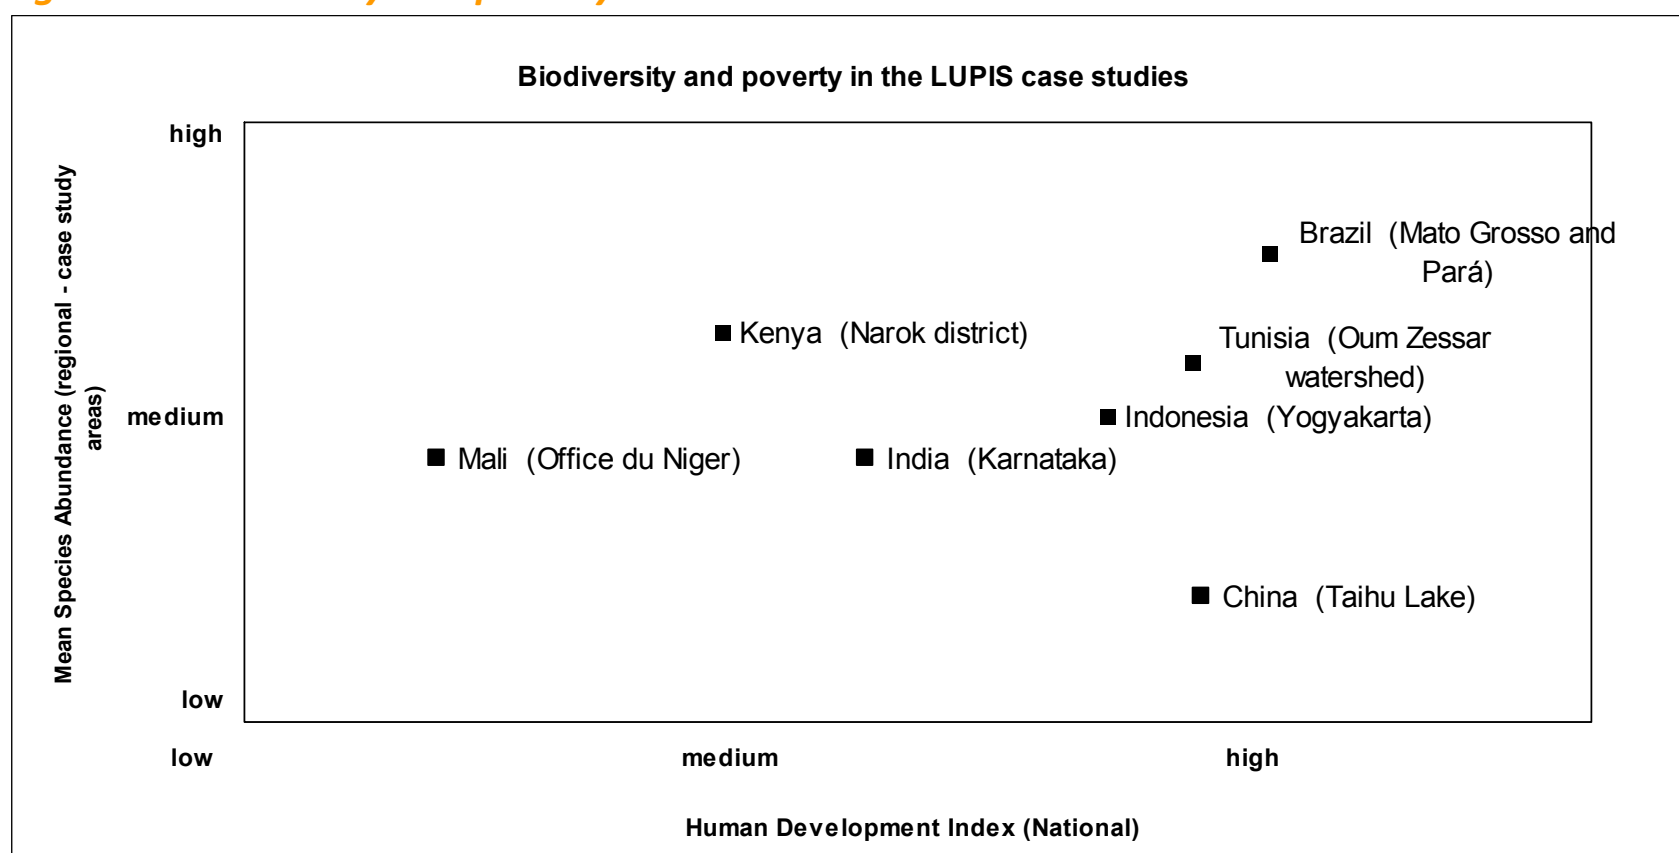 Biodiversity and poverty in the LUPIS case studies
high
Mean Species Abundance (regional - case study
areas)
Brazil (Mato Grosso and
Pará)
Kenya (Narok district)
Tunisia (Oum Zessar
watershed)
medium
Indonesia (Yogyakarta)
Mali (Office du Niger)
India (Karnataka)
China (Taihu Lake)
low
low
medium
high
Human Development Index (National)